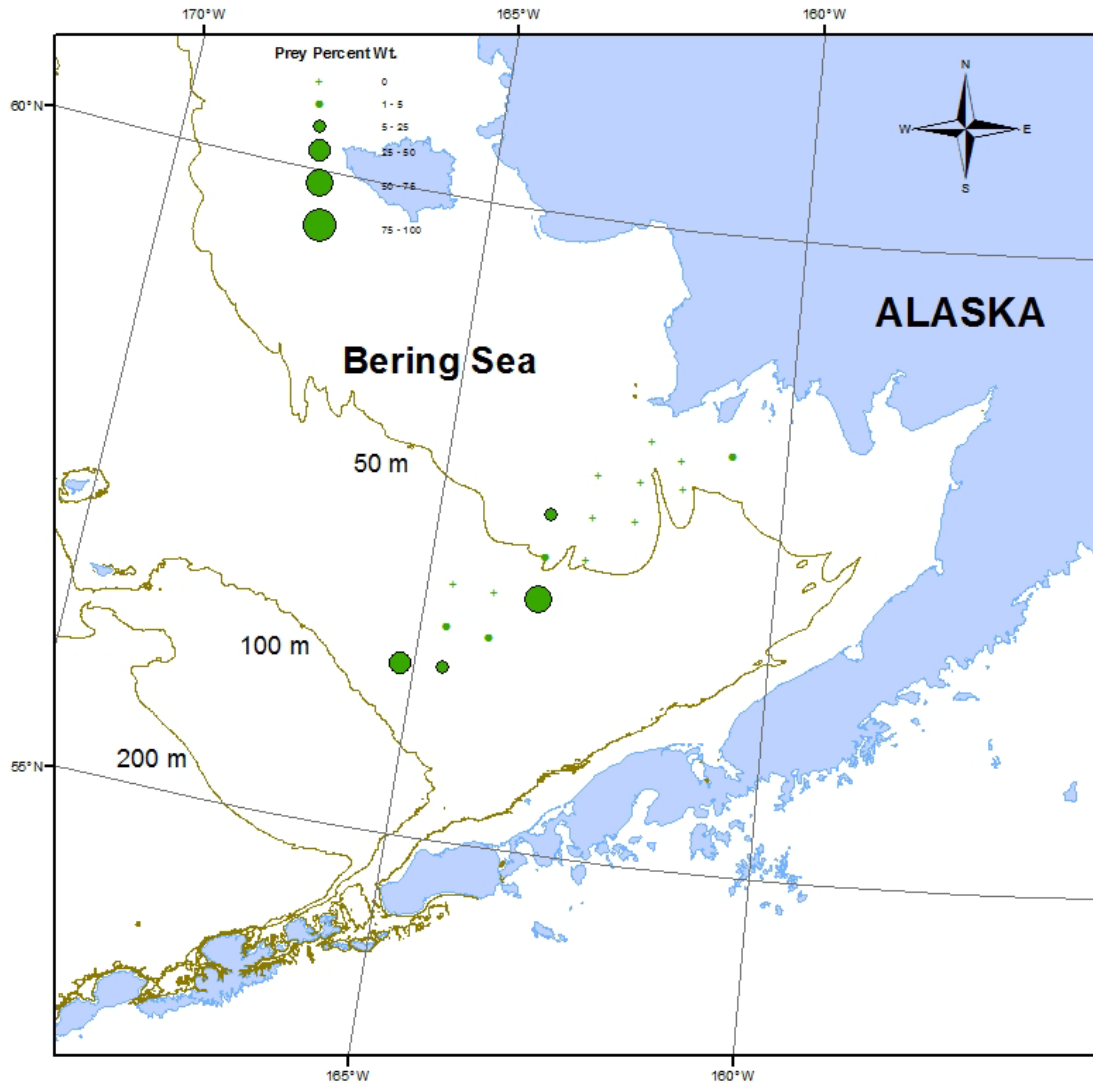 170°W 165°W 160°W
Prey Percent Wt.
0
1 - 5
5 - 25
25 - 50
50 - 75
75 - 100
60°N
N
W E
S
ALASKA
Bering Sea
50 m
100 m
200 m
55°N
165°W 160°W